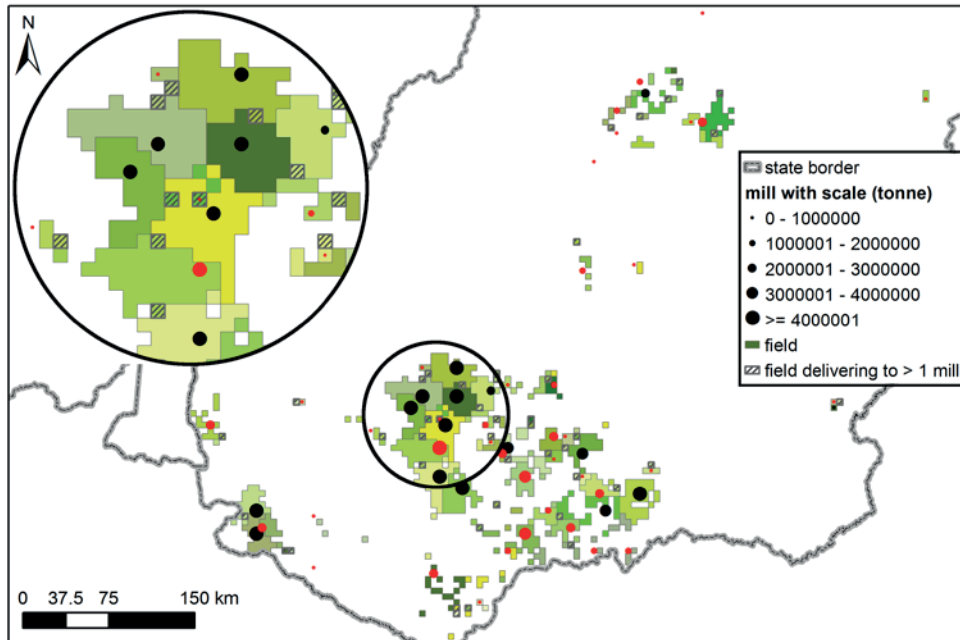 N
state border
mill with scale (tonne)
0 - 1000000
1000001 - 2000000
2000001 - 3000000
3000001 - 4000000
>= 4000001
field
field delivering to > 1 mill
0 37.5 75 150 km